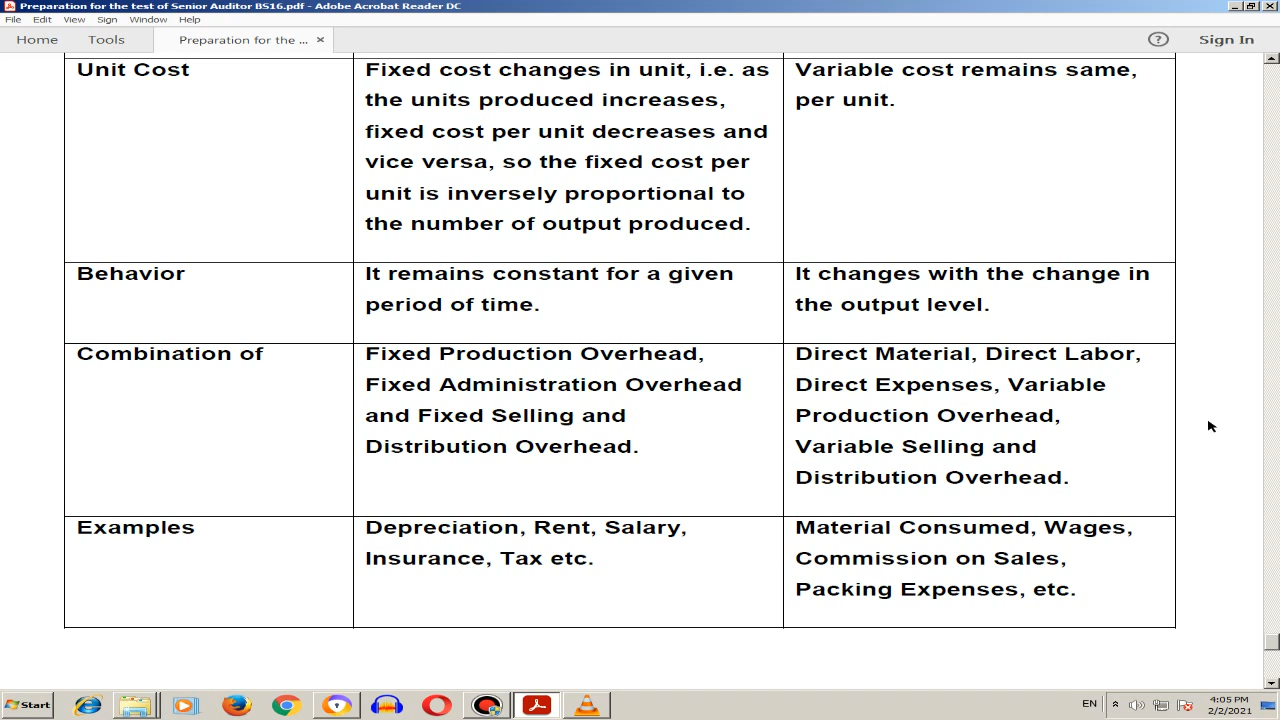 Preparation for the test of Senior Auditor BS16.pdf - Adobe Acrobat Reader DC
File Edit View Sign Window Help
Home Tools Preparation for the ... × ? Sign In
Unit Cost
Fixed cost changes in unit, i.e. as
the units produced increases,
fixed cost per unit decreases and
vice versa, so the fixed cost per
unit is inversely proportional to
the number of output produced.
Variable cost remains same,
per unit.
Behavior
It remains constant for a given
period of time.
It changes with the change in
the output level.
Combination of
Fixed Production Overhead,
Fixed Administration Overhead
and Fixed Selling and
Distribution Overhead.
Direct Material, Direct Labor,
Direct Expenses, Variable
Production Overhead,
Variable Selling and
Distribution Overhead.
Examples
Depreciation, Rent, Salary,
Insurance, Tax etc.
Material Consumed, Wages,
Commission on Sales,
Packing Expenses, etc.
Start
EN
4:05 PM
2/2/2021